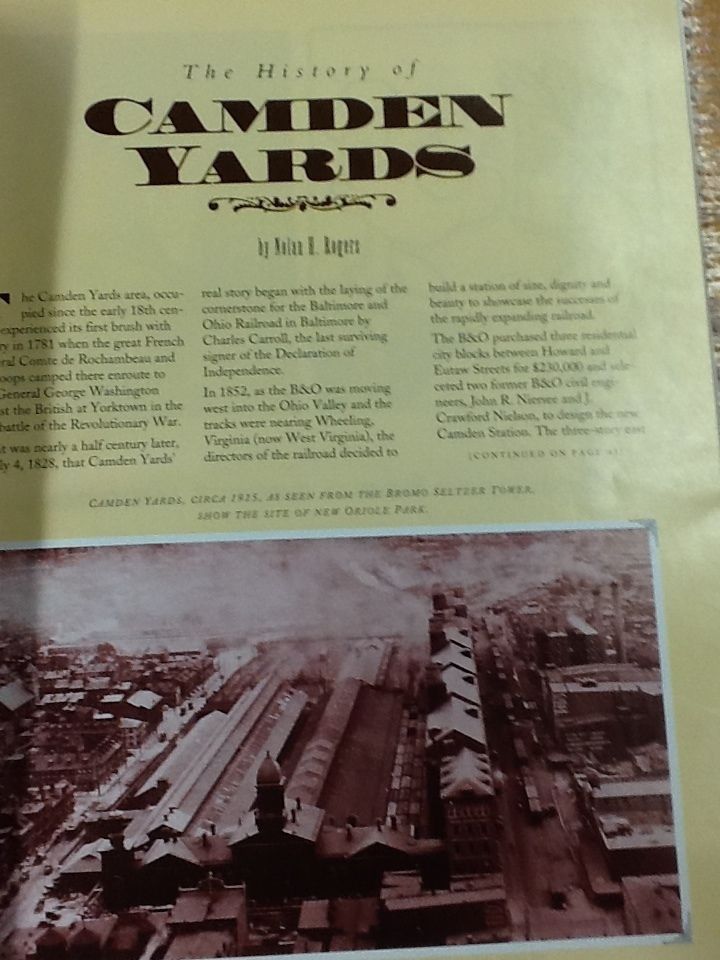 The History of
CAMDEN
YARDS
by Nolan H. Rogers
he Camden Yards area, occu-
pied since the early 18th cen-
experienced its first brush with
ry in 1781 when the great French
ral Comte de Rochambeau and
oops camped there enroute to
General George Washington
st the British at Yorktown in the
battle of the Revolutionary War.
t was nearly a half century later,
ly 4, 1828, that Camden Yards'
real story began with the laying of the
cornerstone for the Baltimore and
Ohio Railroad in Baltimore by
Charles Carroll, the last surviving
signer of the Declaration of
Independence.
In 1852, as the B&O was moving
west into the Ohio Valley and the
tracks were nearing Wheeling,
Virginia (now West Virginia), the
directors of the railroad decided to
build a station of size, dignity and
beauty to showcase the successes of
the rapidly expanding railroad.
The B&O purchased three residential
city blocks between Howard and
Eutaw Streets for $230,000 and sele-
cted two former B&O civil engi-
neers, John R. Niernee and J.
Crawford Nielson, to design the new
Camden Station. The three-story east
(CONTINUED ON PAGE
CAMDEN YARDS, CIRCA 1915, AS SEEN FROM THE BROMO SELTZER TOWER,
SHOW THE SITE OF NEW ORIOLE PARK.